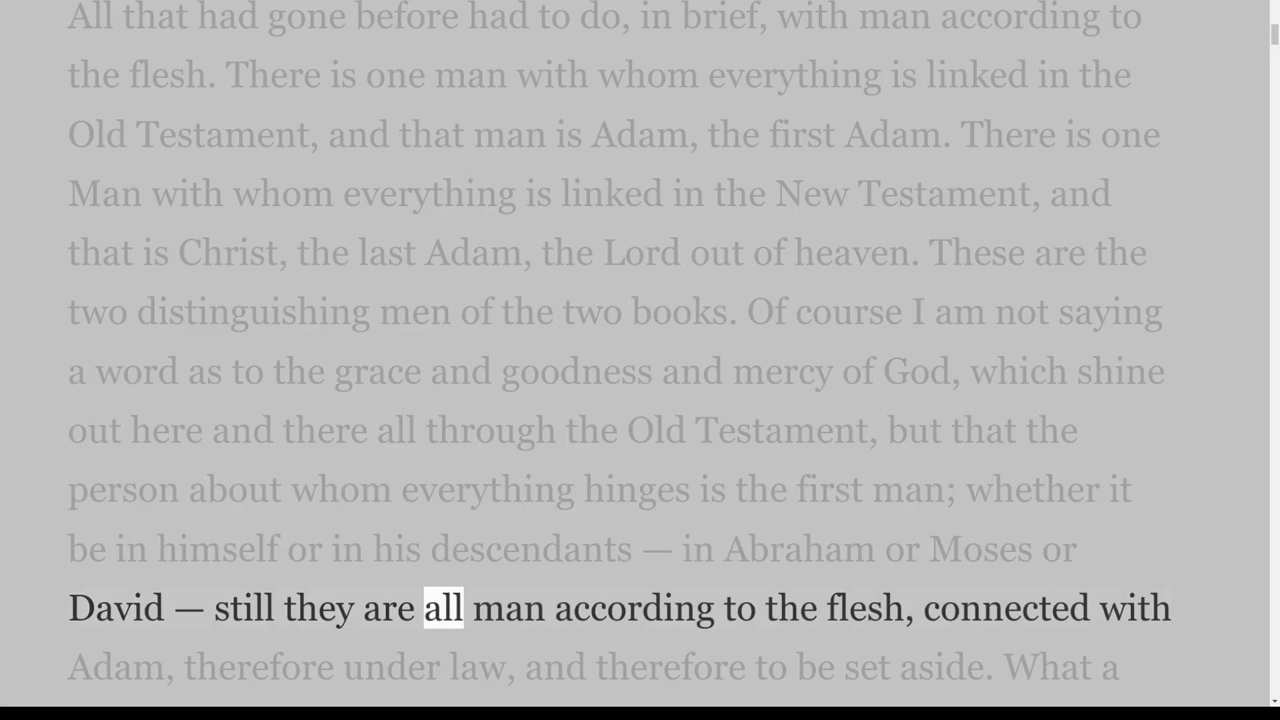 All that had gone before had to do, in brief, with man according to
the flesh. There is one man with whom everything is linked in the
Old Testament, and that man is Adam, the first Adam. There is one
Man with whom everything is linked in the New Testament, and
that is Christ, the last Adam, the Lord out of heaven. These are the
two distinguishing men of the two books. Of course I am not saying
a word as to the grace and goodness and mercy of God, which shine
out here and there all through the Old Testament, but that the
person about whom everything hinges is the first man; whether it
be in himself or in his descendants — in Abraham or Moses or
David — still they are all man according to the flesh, connected with
Adam, therefore under law, and therefore to be set aside. What a